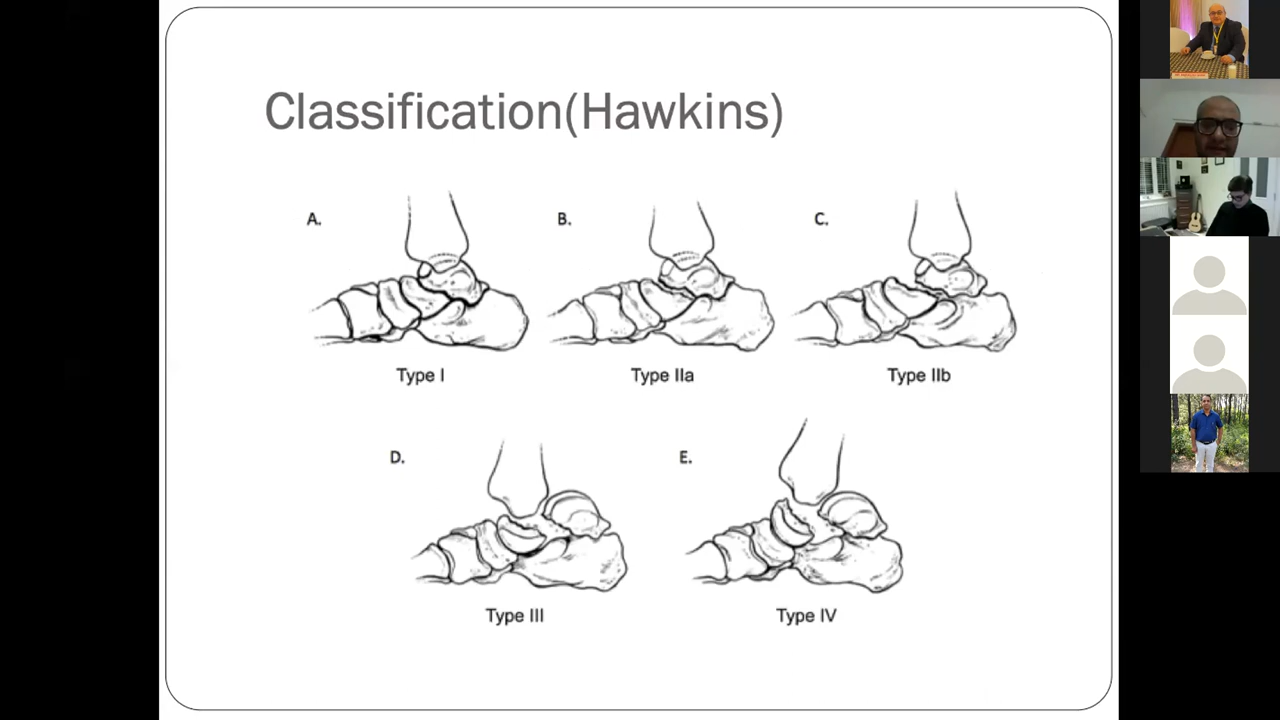 Classification(Hawkins)
A.
B.
C.
Type I
Type IIa
Type IIb
D.
E.
Type III
Type IV